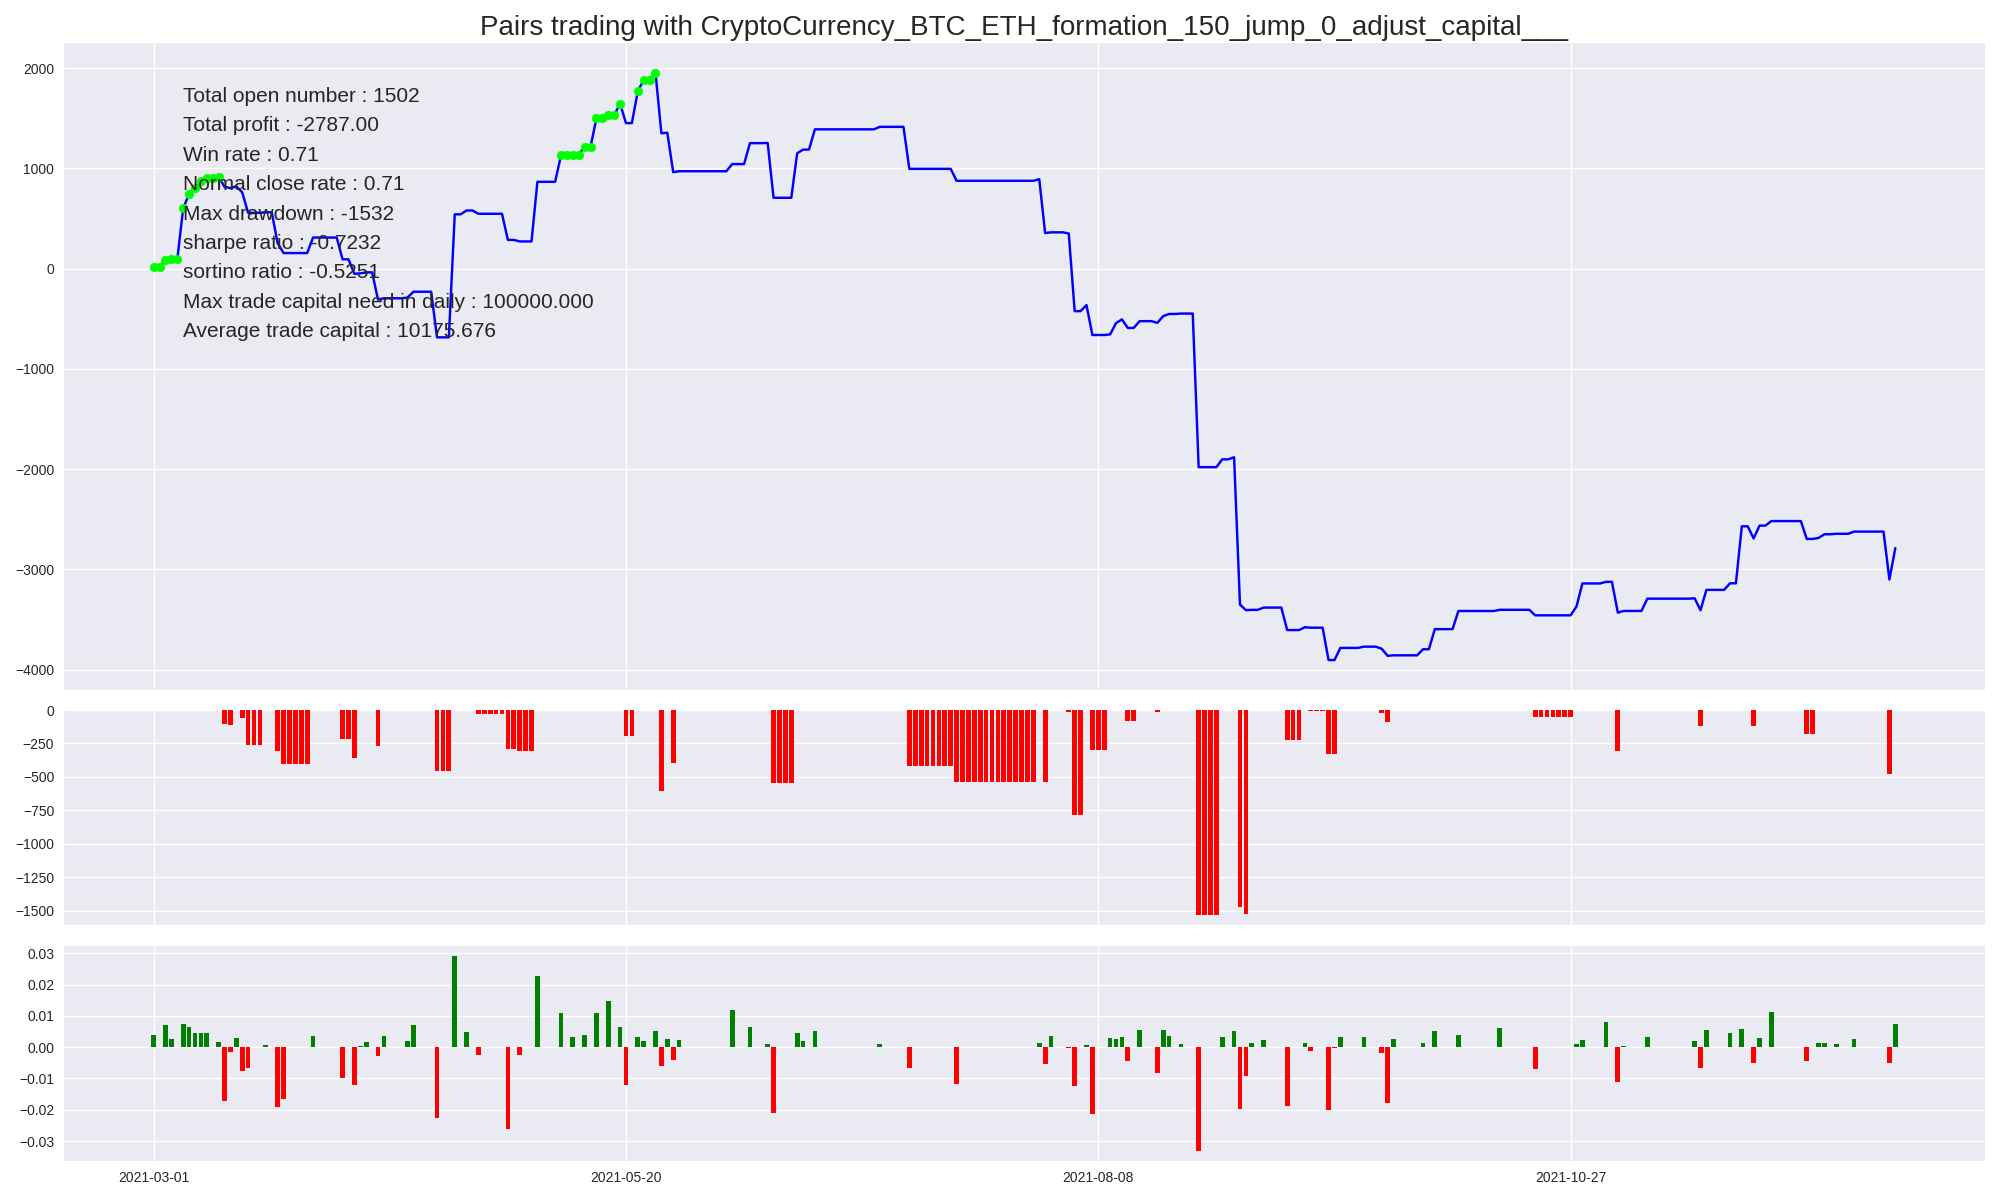 Pairs trading with CryptoCurrency_BTC_ETH_formation_150_jump_0_adjust_capital___
2000
1000
0
−1000
−2000
−3000
−4000
Total open number : 1502
Total profit : -2787.00
Win rate : 0.71
Normal close rate : 0.71
Max drawdown : -1532
sharpe ratio : -0.7232
sortino ratio : -0.5251
Max trade capital need in daily : 100000.000
Average trade capital : 10175.676
0
−250
−500
−750
−1000
−1250
−1500
0.03
0.02
0.01
0.00
−0.01
−0.02
−0.03
2021-03-01
2021-05-20
2021-08-08
2021-10-27